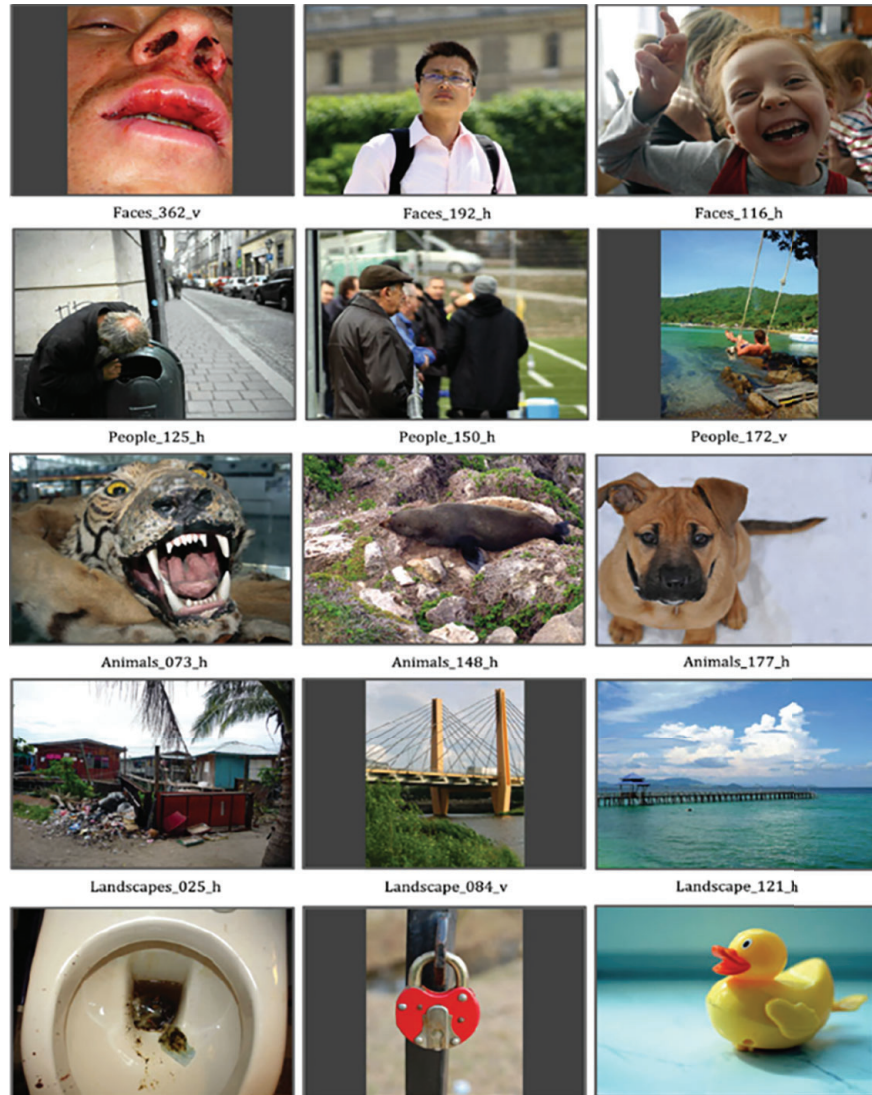 Faces_362_v
Faces_192_h
Faces_116_h
People_125_h
People_150_h
People_172_v
Animals_073_h
Animals_148_h
Animals_177_h
Landscapes_025_h
Landscape_084_v
Landscape_121_h